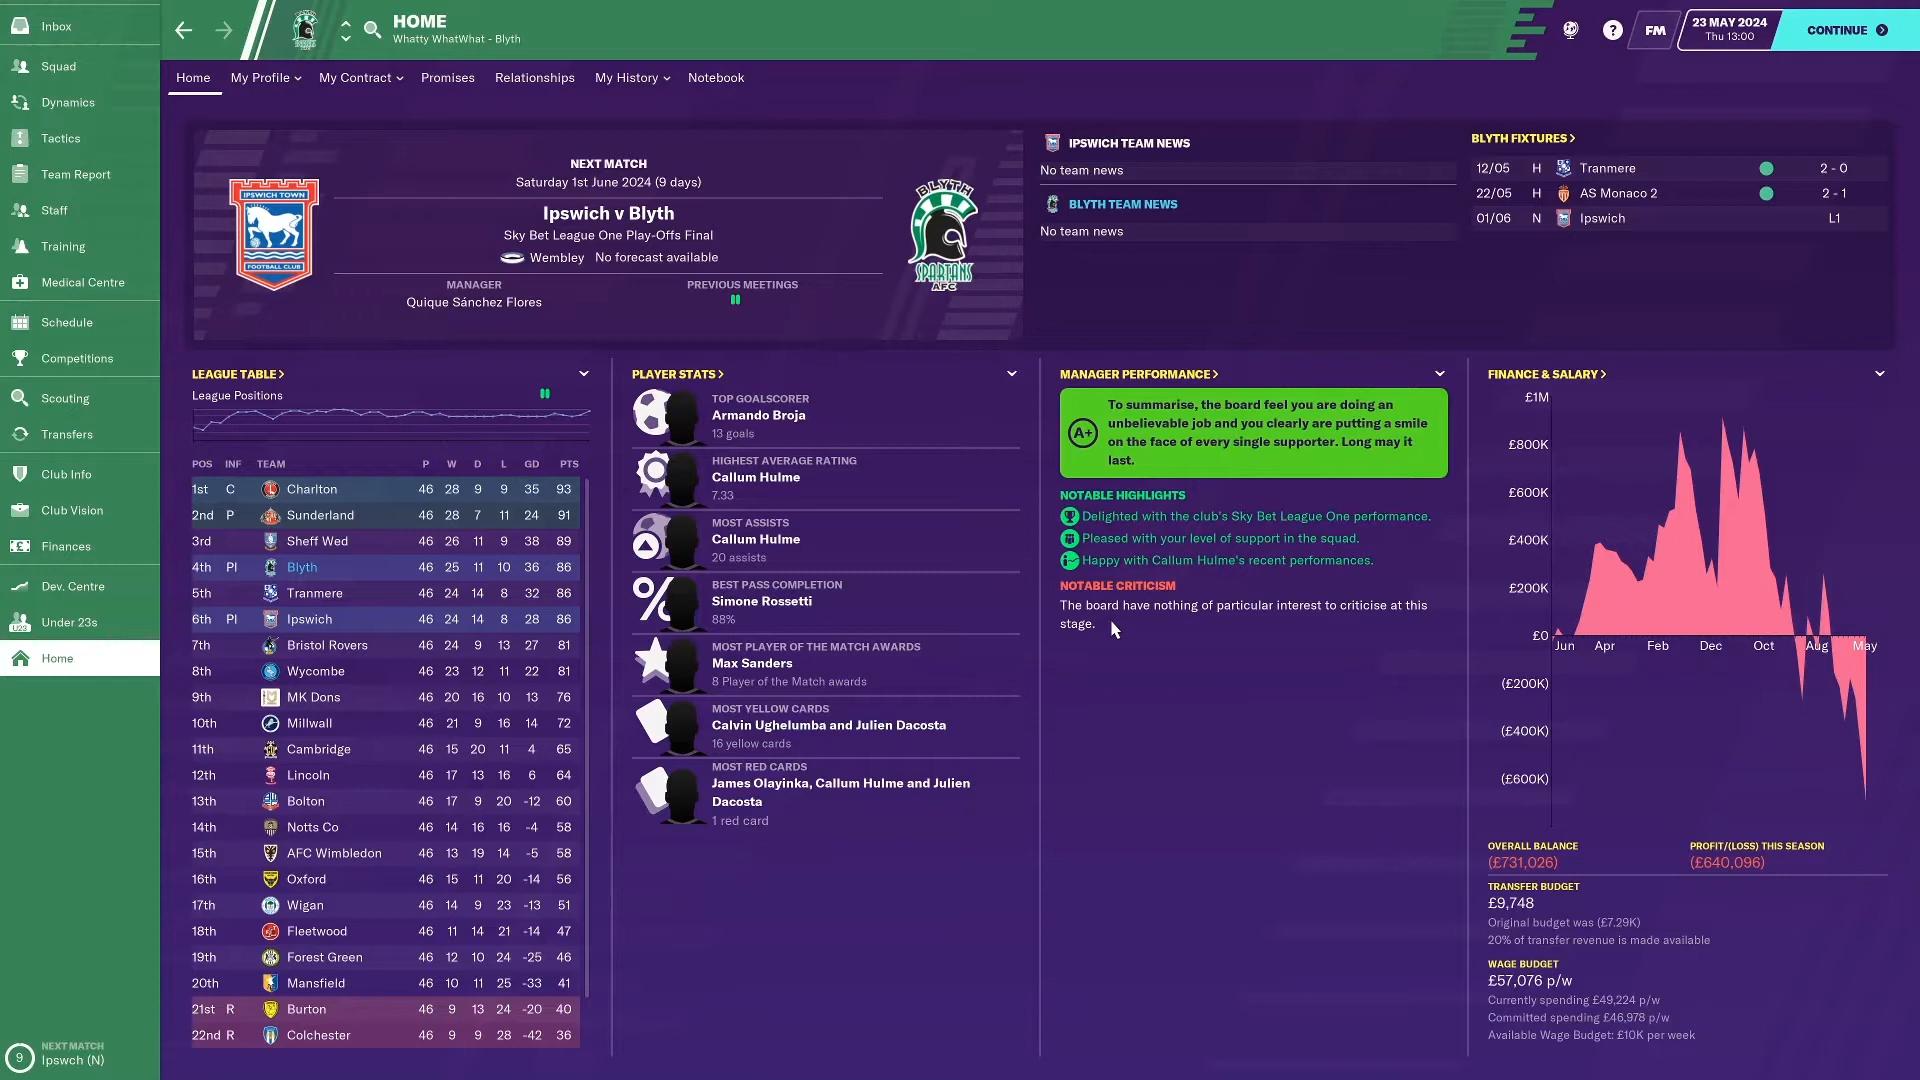 Inbox
Squad
Dynamics
Tactics
Team Report
Staff
Training
Medical Centre
Schedule
Competitions
Scouting
Transfers
Club Info
Club Vision
Finances
Dev. Centre
U23 Under 23s
Home
9 NEXT MATCH
Ipswch (N)
HOME
Whatty WhatWhat - Blyth
?
FM
23 MAY 2024
Thu 13:00
CONTINUE
Home My Profile My Contract Promises Relationships My History Notebook
IPSWICH TOWN
FOOTBALL CLUB
NEXT MATCH
Saturday 1st June 2024 (9 days)
Ipswich v Blyth
Sky Bet League One Play-Offs Final
Wembley No forecast available
MANAGER
Quique Sánchez Flores
PREVIOUS MEETINGS
BLYTH
SPARTANS
AFC
IPSWICH TEAM NEWS
No team news
BLYTH TEAM NEWS
No team news
BLYTH FIXTURES >
12/05 H Tranmere 2 - 0
22/05 H AS Monaco 2 2 - 1
01/06 N Ipswich L1
LEAGUE TABLE >
League Positions
POS INF TEAM P W D L GD PTS
1st C Charlton 46 28 9 9 35 93
2nd P Sunderland 46 28 7 11 24 91
3rd Sheff Wed 46 26 11 9 38 89
4th Pl Blyth 46 25 11 10 36 86
5th Tranmere 46 24 14 8 32 86
6th Pl Ipswich 46 24 14 8 28 86
7th Bristol Rovers 46 24 9 13 27 81
8th Wycombe 46 23 12 11 22 81
9th MK Dons 46 20 16 10 13 76
10th Millwall 46 21 9 16 14 72
11th Cambridge 46 15 20 11 4 65
12th Lincoln 46 17 13 16 6 64
13th Bolton 46 17 9 20 -12 60
14th Notts Co 46 14 16 16 -4 58
15th AFC Wimbledon 46 13 19 14 -5 58
16th Oxford 46 15 11 20 -14 56
17th Wigan 46 14 9 23 -13 51
18th Fleetwood 46 11 14 21 -14 47
19th Forest Green 46 12 10 24 -25 46
20th Mansfield 46 10 11 25 -33 41
21st R Burton 46 9 13 24 -20 40
22nd R Colchester 46 9 9 28 -42 36
PLAYER STATS >
TOP GOALSCORER
Armando Broja
13 goals
HIGHEST AVERAGE RATING
Callum Hulme
7.33
MOST ASSISTS
Callum Hulme
20 assists
%
BEST PASS COMPLETION
Simone Rossetti
88%
MOST PLAYER OF THE MATCH AWARDS
Max Sanders
8 Player of the Match awards
MOST YELLOW CARDS
Calvin Ughelumba and Julien Dacosta
16 yellow cards
MOST RED CARDS
James Olayinka, Callum Hulme and Julien
Dacosta
1 red card
MANAGER PERFORMANCE >
A+
To summarise, the board feel you are doing an
unbelievable job and you clearly are putting a smile
on the face of every single supporter. Long may it
last.
NOTABLE HIGHLIGHTS
Delighted with the club's Sky Bet League One performance.
Pleased with your level of support in the squad.
Happy with Callum Hulme's recent performances.
NOTABLE CRITICISM
The board have nothing of particular interest to criticise at this
stage.
FINANCE & SALARY >
£1M
£800K
£600K
£400K
£200K
£0
(£200K)
(£400K)
(£600K)
Jun Apr Feb Dec Oct Aug May
OVERALL BALANCE
(£731,026)
PROFIT/(LOSS) THIS SEASON
(£640,096)
TRANSFER BUDGET
£9,748
Original budget was (£7.29K)
20% of transfer revenue is made available
WAGE BUDGET
£57,076 p/w
Currently spending £49,224 p/w
Committed spending £46,978 p/w
Available Wage Budget: £10K per week